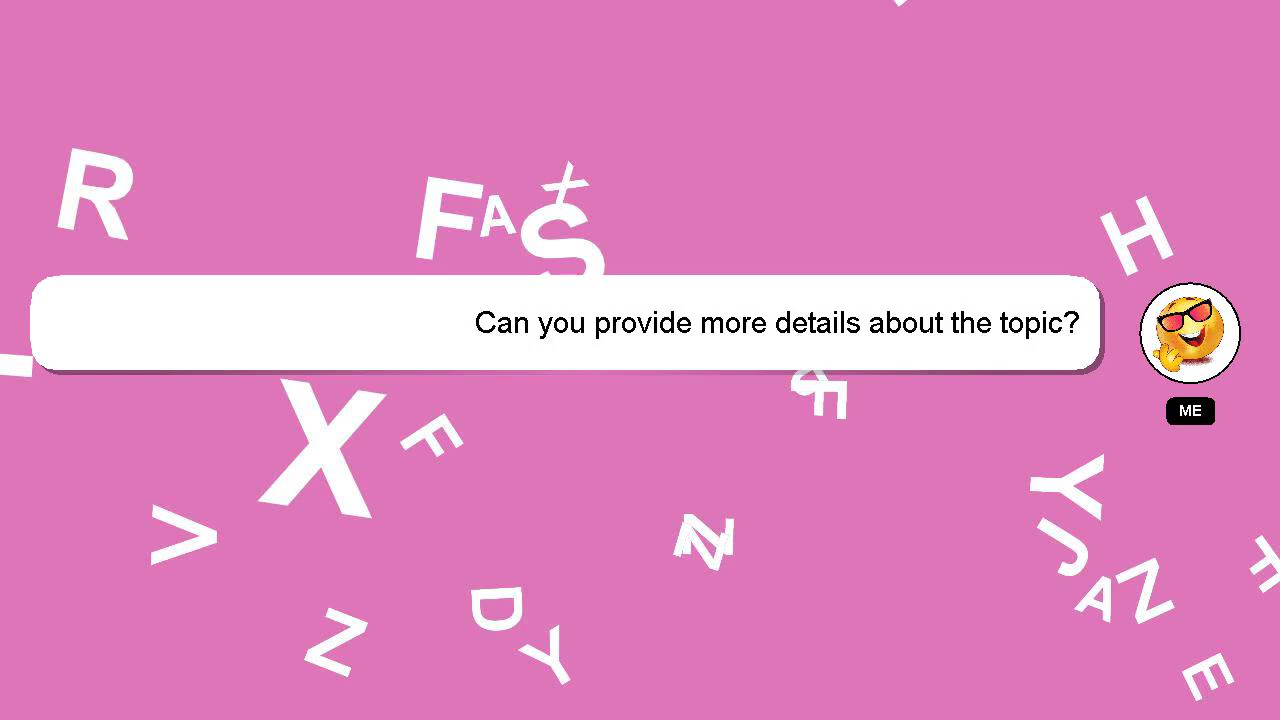 R
F
A
X
S
H
Can you provide more details about the topic?
ME
X
F
F
V
Y
N
J
Z
A
Z
F
D
Y
N
E